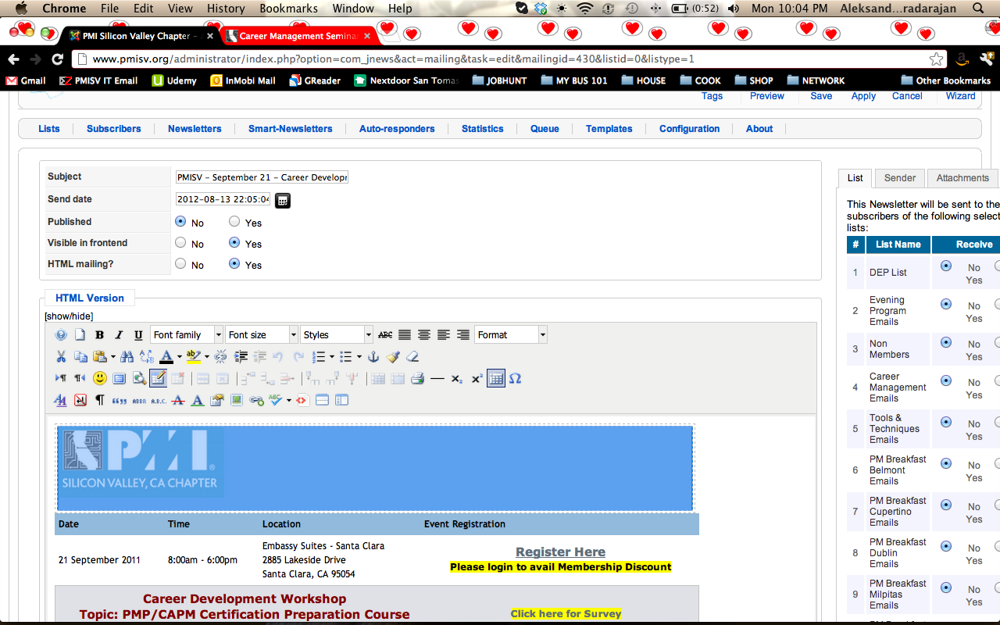 Chrome File Edit View History Bookmarks Window Help (0:52) Mon 10:04 PM Aleksand...radarajan
PMI Silicon Valley Chapter – Career Management Semina
www.pmisv.org/administrator/index.php?option=com_jnews&act=mailing&task=edit&mailingid=430&listid=0&listype=1
Gmail PMISV IT Email Udemy InMobi Mail GReader Nextdoor San Tomas JOBHUNT MY BUS 101 HOUSE COOK SHOP NETWORK Other Bookmarks
Tags Preview Save Apply Cancel Wizard
Lists Subscribers Newsletters Smart-Newsletters Auto-responders Statistics Queue Templates Configuration About
Subject PMISV – September 21 – Career Develop
Send date 2012-08-13 22:05:04
Published No Yes
Visible in frontend No Yes
HTML mailing? No Yes
HTML Version
[show/hide]
B I U Font family Font size Styles ABC Format
PMI
SILICON VALLEY, CA CHAPTER
Date Time Location Event Registration
21 September 2011 8:00am - 6:00pm
Embassy Suites - Santa Clara
2885 Lakeside Drive
Santa Clara, CA 95054
Register Here
Please login to avail Membership Discount
Career Development Workshop
Topic: PMP/CAPM Certification Preparation Course
Click here for Survey
List Sender Attachments
This Newsletter will be sent to the
subscribers of the following select
lists:
# List Name Receive
1 DEP List No Yes
2 Evening Program Emails No Yes
3 Non Members No Yes
4 Career Management Emails No Yes
5 Tools & Techniques Emails No Yes
6 PM Breakfast Belmont Emails No Yes
7 PM Breakfast Cupertino Emails No Yes
8 PM Breakfast Dublin Emails No Yes
9 PM Breakfast Milpitas Emails No Yes